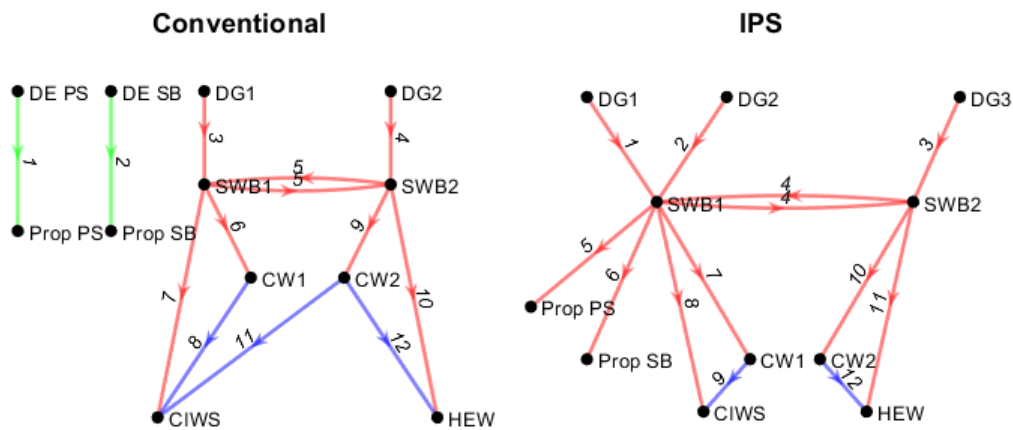 Conventional
DE PS
DE SB
DG1
DG2
1
2
3
4
5
5
SWB1
SWB2
Prop PS
Prop SB
6
9
7
CW1
CW2
10
8
11
12
CIWS
HEW
IPS
DG1
DG2
DG3
1
2
3
4
4
SWB1
SWB2
5
6
7
8
10
11
Prop PS
Prop SB
CW1
CW2
9
12
CIWS
HEW